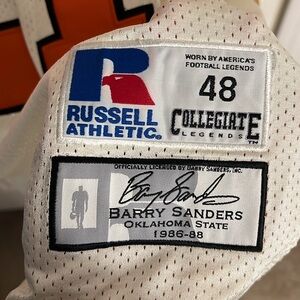 WORN BY AMERICA'S
FOOTBALL LEGENDS
48
RUSSELL
ATHLETIC®
COLLEGIATE
LEGENDS™
OFFICIALLY LICENSED BY BARRY SANDERS, INC.
Barry Sanders
BARRY SANDERS
OKLAHOMA STATE
1986-88